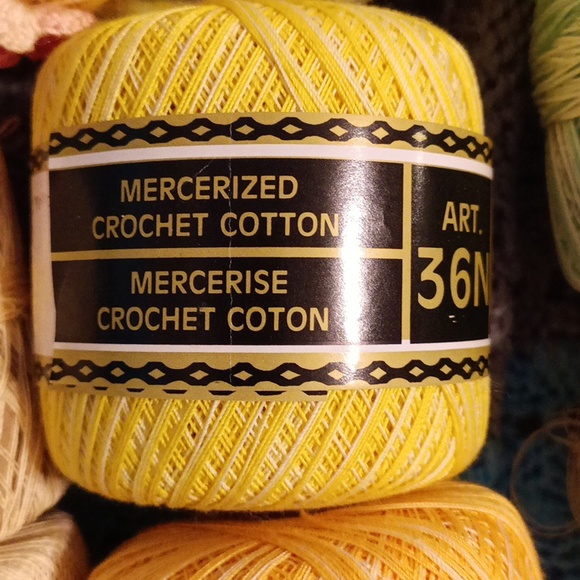 MERCERIZED
CROCHET COTTON
MERCERISE
CROCHET COTON
ART.
36N